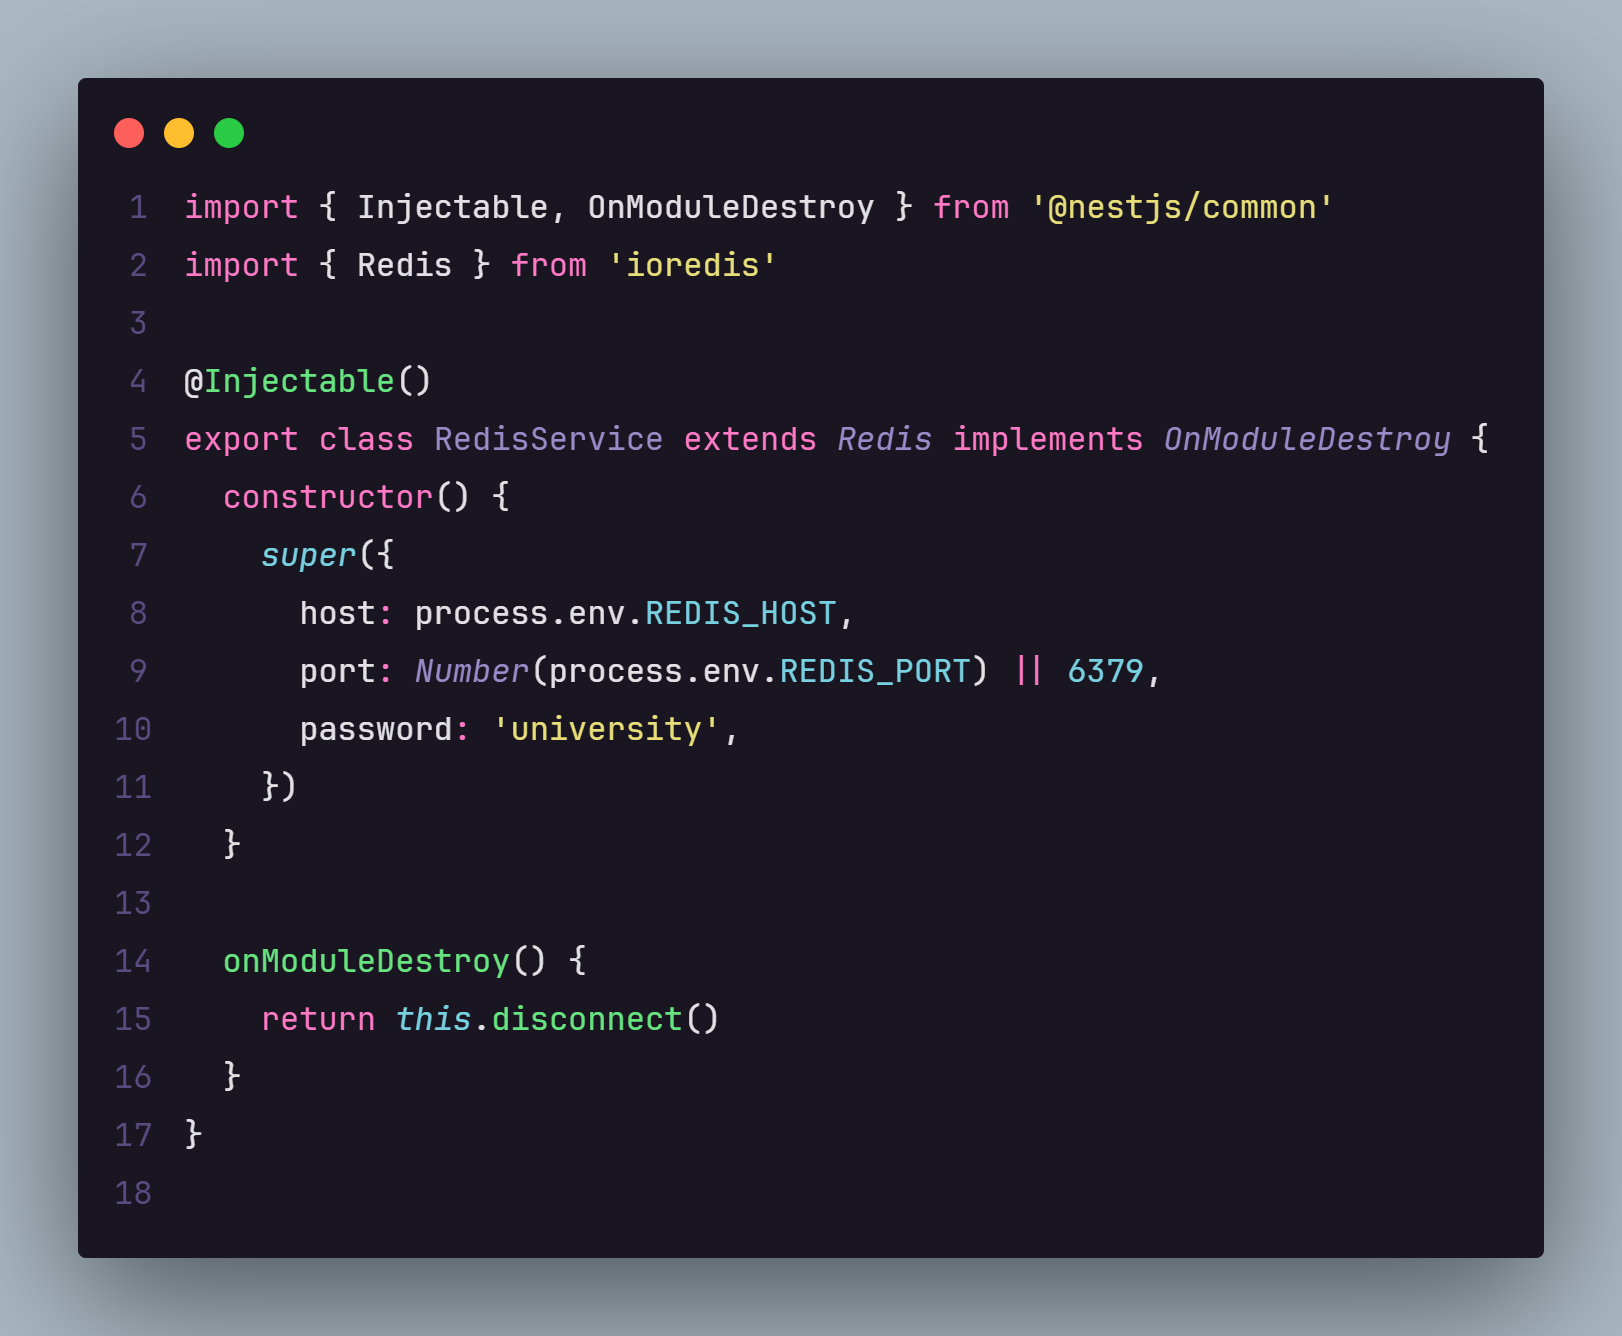 1 import { Injectable, OnModuleDestroy } from '@nestjs/common'
2 import { Redis } from 'ioredis'
3
4 @Injectable()
5 export class RedisService extends Redis implements OnModuleDestroy {
6   constructor() {
7     super({
8       host: process.env.REDIS_HOST,
9       port: Number(process.env.REDIS_PORT) || 6379,
10       password: 'university',
11     })
12   }
13
14   onModuleDestroy() {
15     return this.disconnect()
16   }
17 }
18